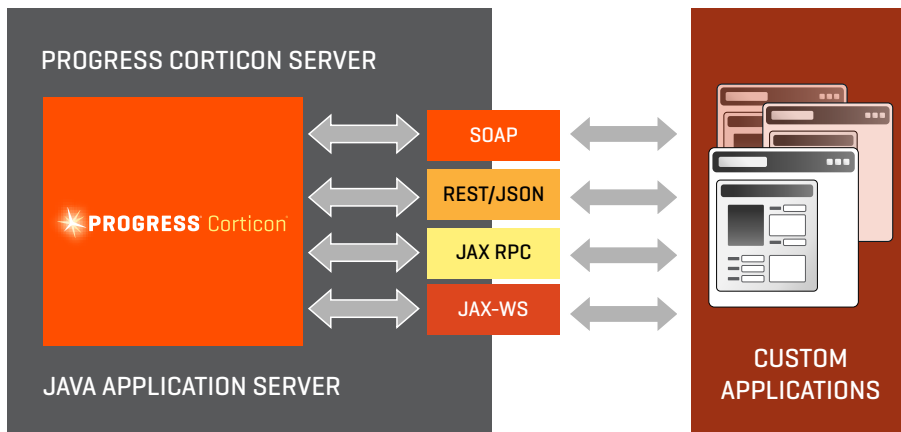 PROGRESS CORTICON SERVER
PROGRESS Corticon
SOAP
REST/JSON
JAX RPC
JAX-WS
JAVA APPLICATION SERVER
CUSTOM
APPLICATIONS